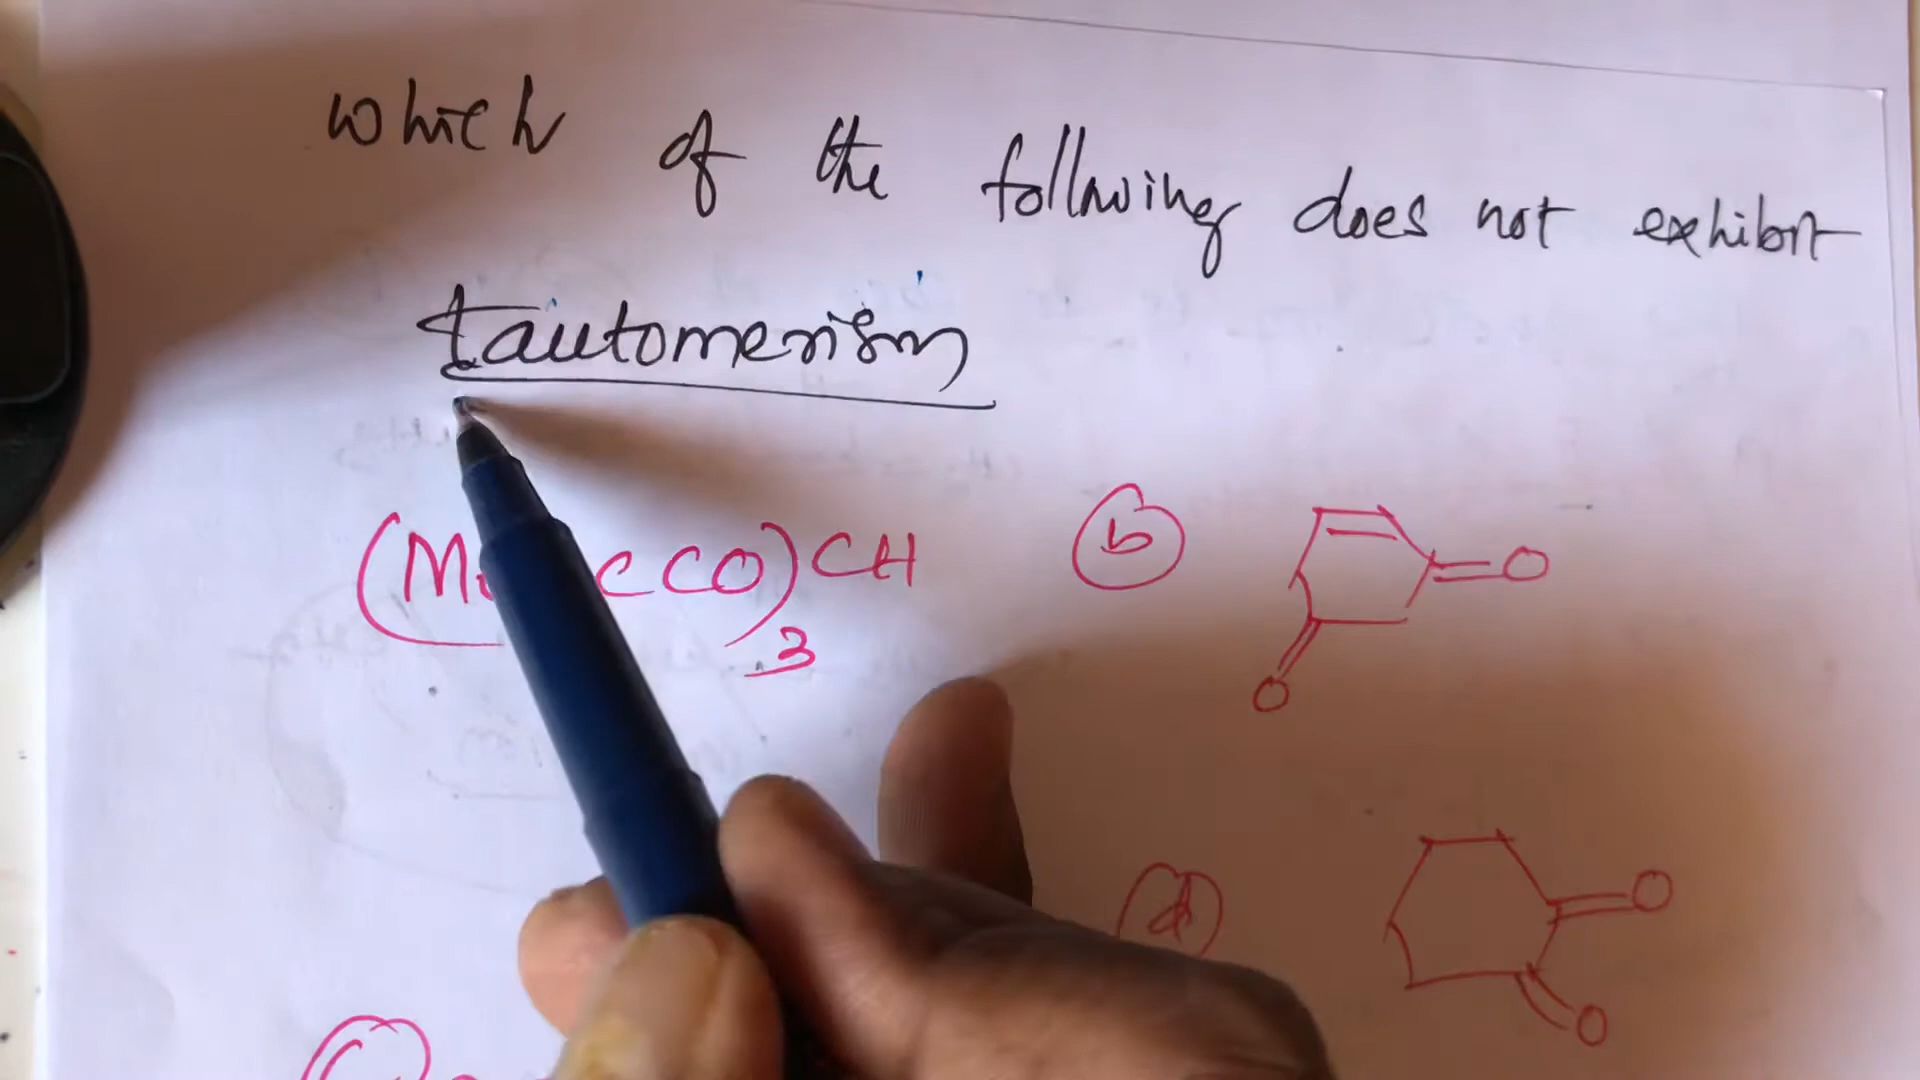 which of the following does not exhibit
tautomerism
(M CCO)3 CH
b
O
O
d
O
O